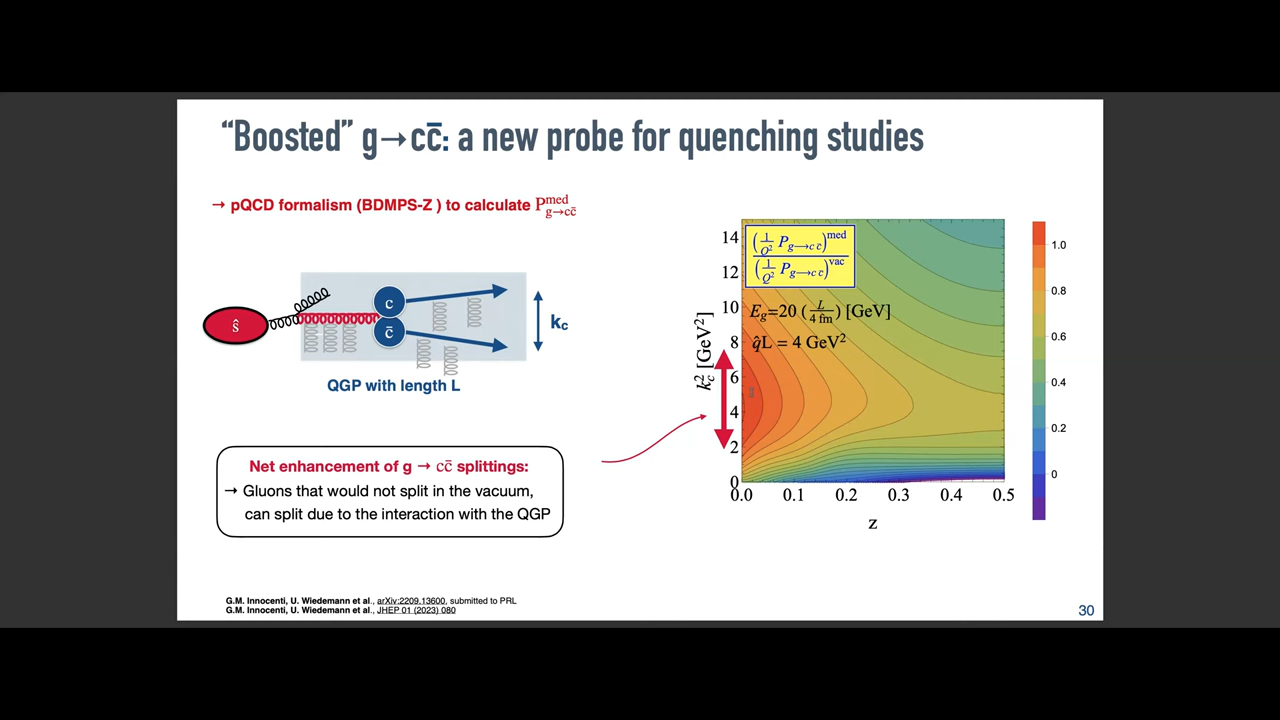 “Boosted” g→cc̄: a new probe for quenching studies
→ pQCD formalism (BDMPS-Z ) to calculate P^med_g→cc̄
ŝ
c
c̄
k_c
QGP with length L
Net enhancement of g → cc̄ splittings:
→ Gluons that would not split in the vacuum,
can split due to the interaction with the QGP
(1/Q² P_g→c c̄)^med
(1/Q² P_g→c c̄)^vac
E_g=20 (L/4 fm) [GeV]
q̂L = 4 GeV²
k_c² [GeV²]
14
12
10
8
6
4
2
0
0.0 0.1 0.2 0.3 0.4 0.5
z
1.0
0.8
0.6
0.4
0.2
0
G.M. Innocenti, U. Wiedemann et al., arXiv:2209.13600, submitted to PRL
G.M. Innocenti, U. Wiedemann et al., JHEP 01 (2023) 080
30